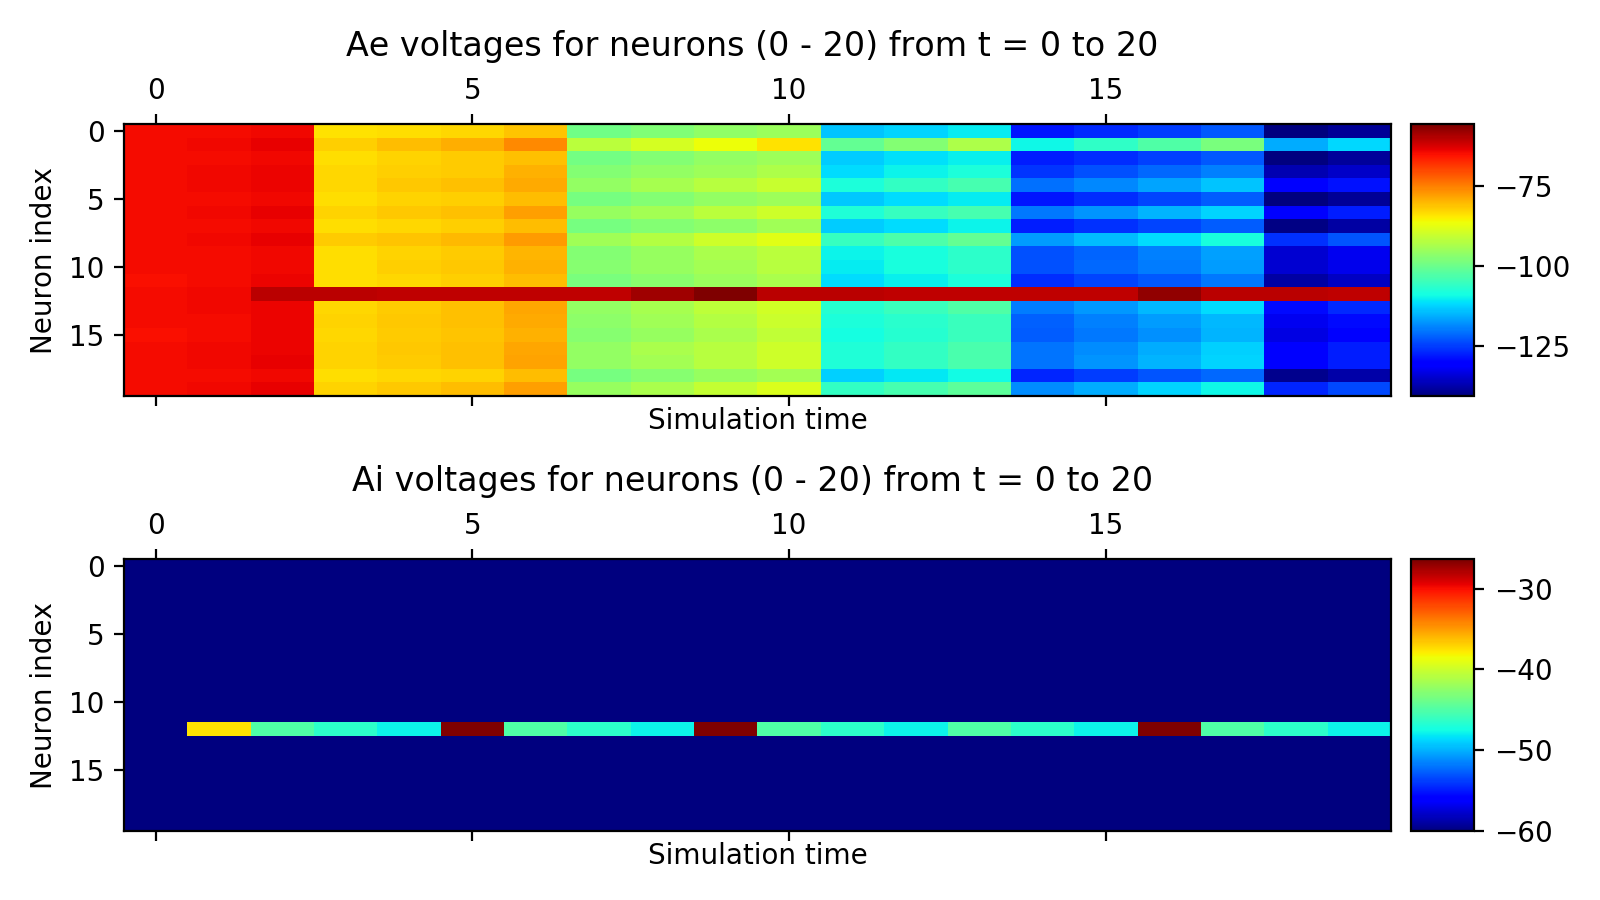 Ae voltages for neurons (0 - 20) from t = 0 to 20
0 5 10 15
Neuron index
0
5
10
15
−75
−100
−125
Simulation time
Ai voltages for neurons (0 - 20) from t = 0 to 20
0 5 10 15
Neuron index
0
5
10
15
−30
−40
−50
−60
Simulation time